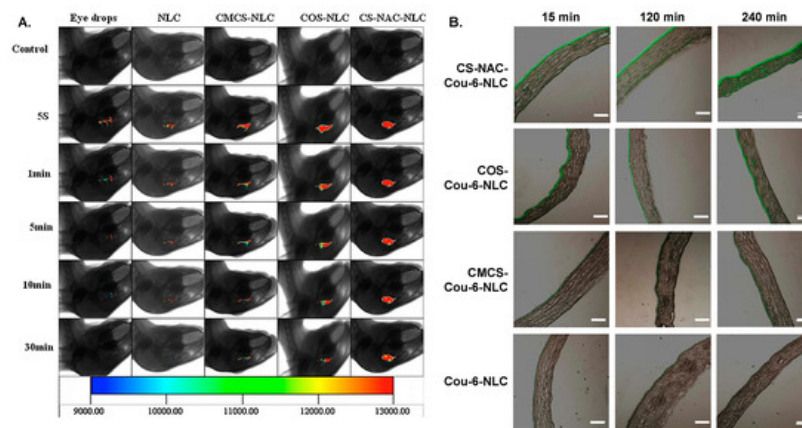 A.
Eye drops NLC CMCS-NLC COS-NLC CS-NAC-NLC
Control
5S
1min
5min
10min
30min
9000.00 10000.00 11000.00 12000.00 13000.00
B.
15 min 120 min 240 min
CS-NAC-
Cou-6-NLC
COS-
Cou-6-NLC
CMCS-
Cou-6-NLC
Cou-6-NLC